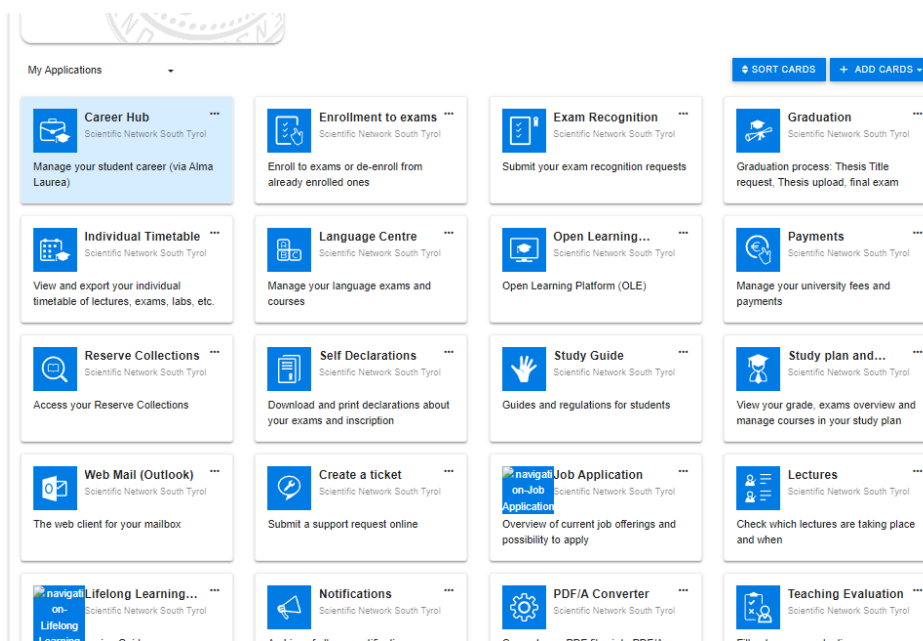 My Applications
SORT CARDS
+ ADD CARDS
Career Hub
Scientific Network South Tyrol
Manage your student career (via Alma
Laurea)
Enrollment to exams
Scientific Network South Tyrol
Enroll to exams or de-enroll from
already enrolled ones
Exam Recognition
Scientific Network South Tyrol
Submit your exam recognition requests
Graduation
Scientific Network South Tyrol
Graduation process: Thesis Title
request, Thesis upload, final exam
Individual Timetable
Scientific Network South Tyrol
View and export your individual
timetable of lectures, exams, labs, etc.
Language Centre
Scientific Network South Tyrol
Manage your language exams and
courses
Open Learning...
Scientific Network South Tyrol
Open Learning Platform (OLE)
Payments
Scientific Network South Tyrol
Manage your university fees and
payments
Reserve Collections
Scientific Network South Tyrol
Access your Reserve Collections
Self Declarations
Scientific Network South Tyrol
Download and print declarations about
your exams and inscription
Study Guide
Scientific Network South Tyrol
Guides and regulations for students
Study plan and...
Scientific Network South Tyrol
View your grade, exams overview and
manage courses in your study plan
Web Mail (Outlook)
Scientific Network South Tyrol
The web client for your mailbox
Create a ticket
Scientific Network South Tyrol
Submit a support request online
navigati
on-Job
Application
Job Application
Scientific Network South Tyrol
Overview of current job offerings and
possibility to apply
Lectures
Scientific Network South Tyrol
Check which lectures are taking place
and when
navigati
on-
Lifelong
Learning
Lifelong Learning...
Scientific Network South Tyrol
Notifications
Scientific Network South Tyrol
PDF/A Converter
Scientific Network South Tyrol
Teaching Evaluation
Scientific Network South Tyrol